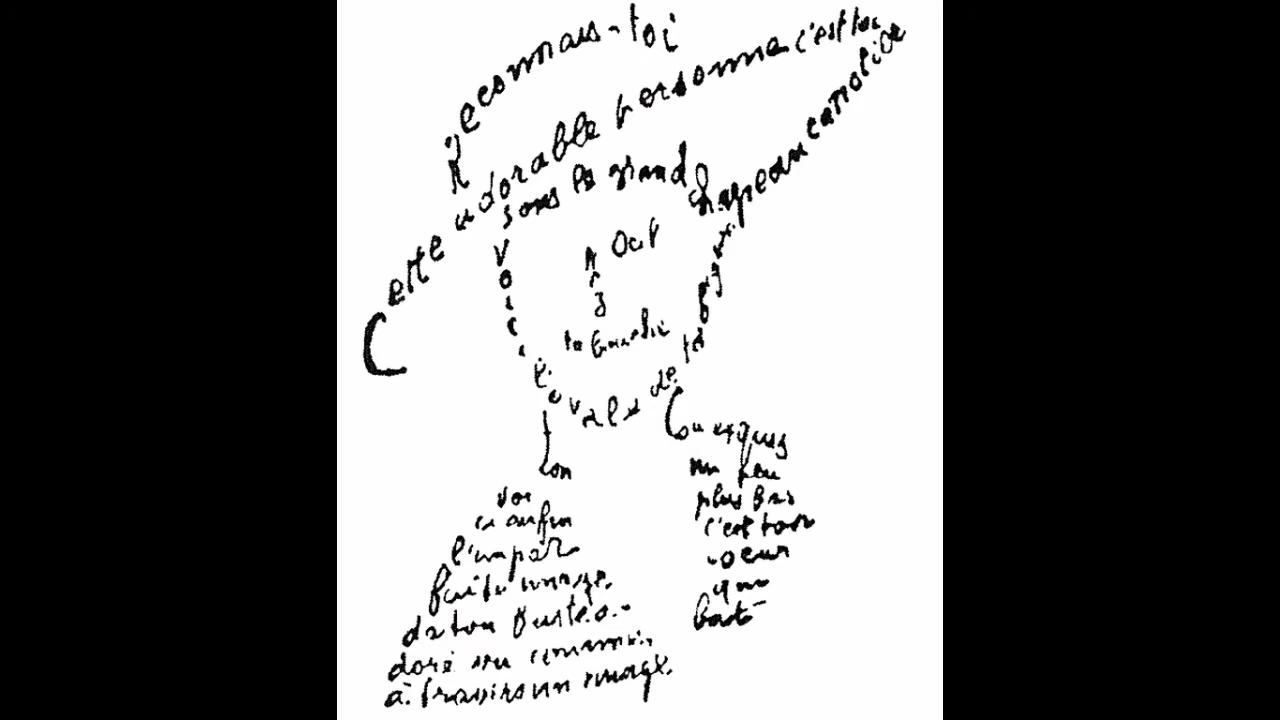 Reconnais-toi
Cette adorable personne c'est toi
sous le grand chapeau canotier
Oeil
Nez
ta bouche
Voici l'ovale de ta figure
Ton cou exquis
Voi
ci enfin
l'impar
faite image
de ton buste a
doré vu comme
à travers un nuage
un peu
plus bas
c'est ton
coeur
qui
bat